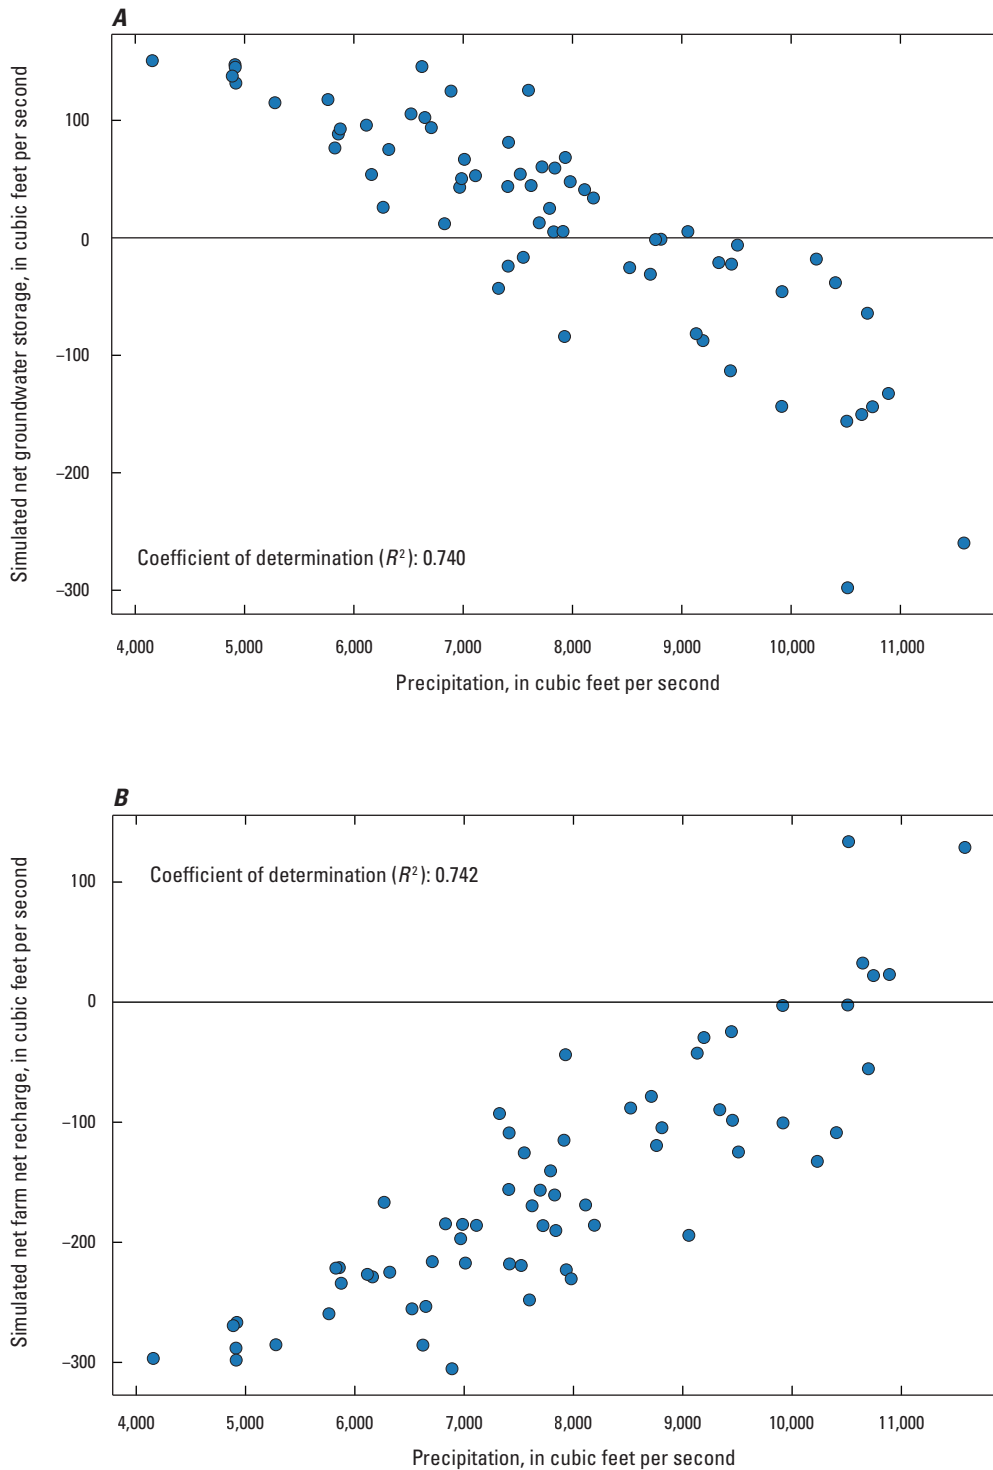 A
Simulated net groundwater storage, in cubic feet per second
100
0
−100
−200
−300
Coefficient of determination (R²): 0.740
4,000 5,000 6,000 7,000 8,000 9,000 10,000 11,000
Precipitation, in cubic feet per second
B
Simulated net farm net recharge, in cubic feet per second
Coefficient of determination (R²): 0.742
100
0
−100
−200
−300
4,000 5,000 6,000 7,000 8,000 9,000 10,000 11,000
Precipitation, in cubic feet per second